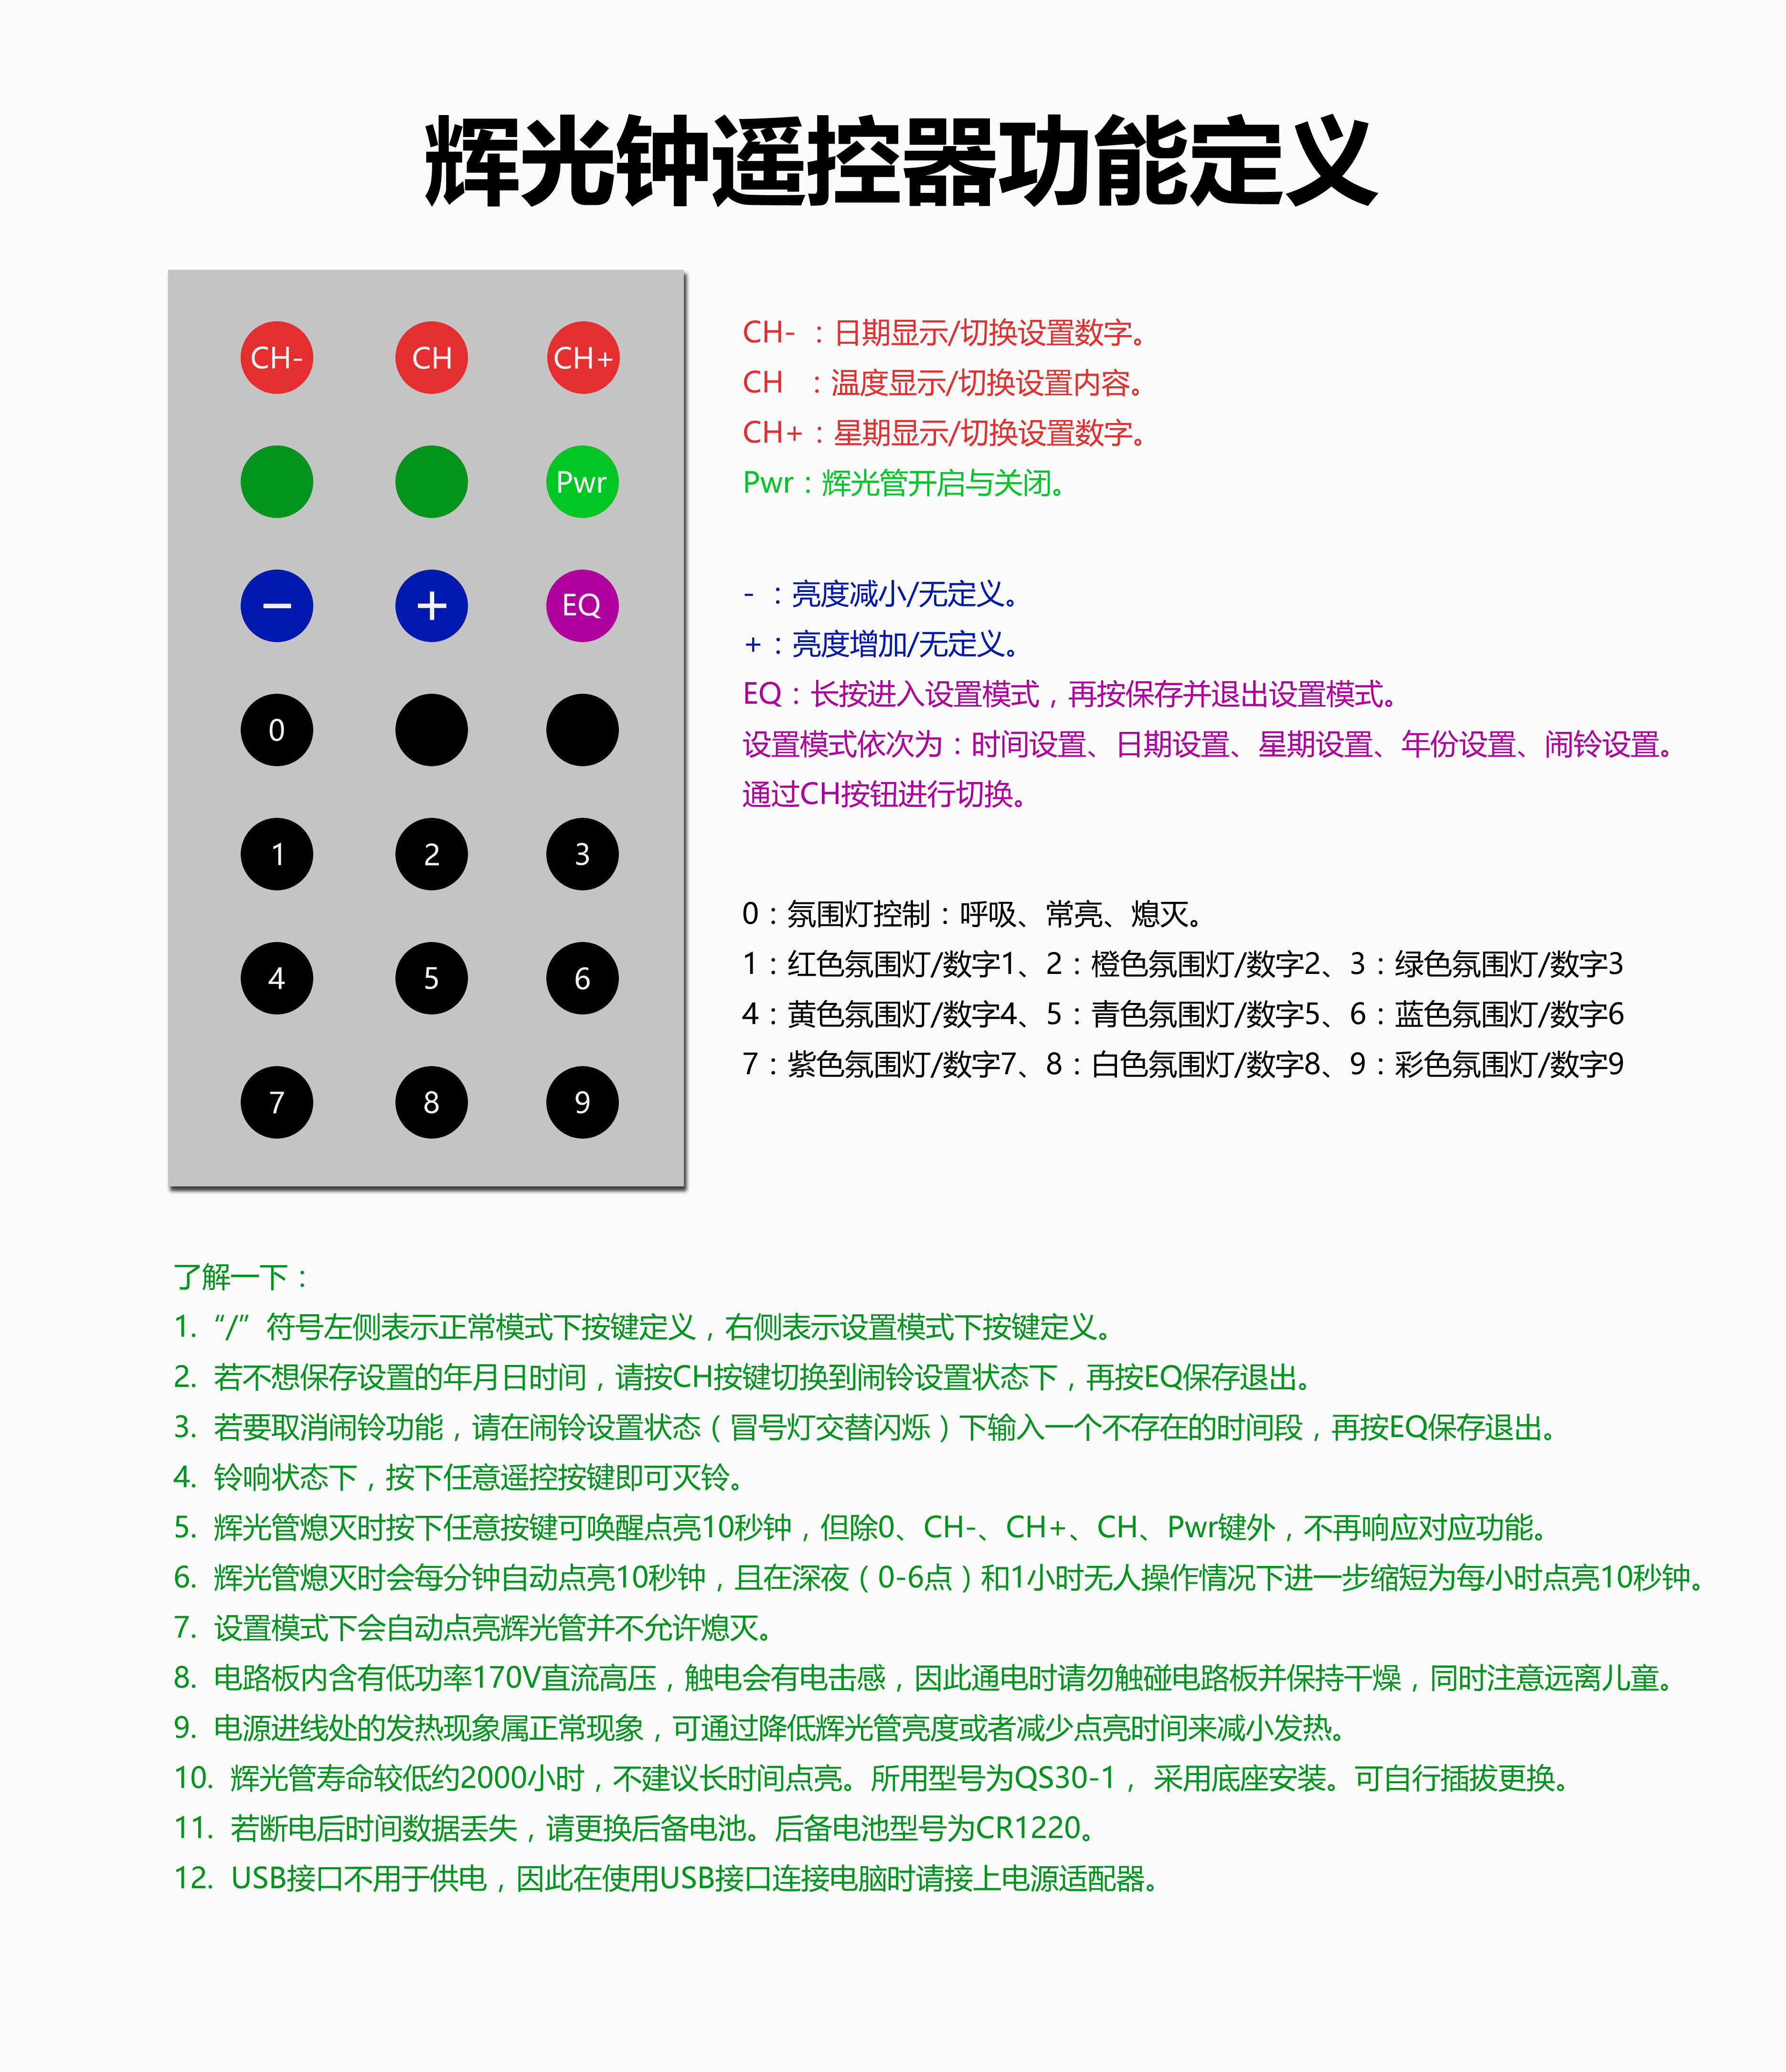 辉光钟遥控器功能定义
CH- CH CH+
Pwr
− + EQ
0
1 2 3
4 5 6
7 8 9
CH- ：日期显示/切换设置数字。
CH ：温度显示/切换设置内容。
CH+：星期显示/切换设置数字。
Pwr：辉光管开启与关闭。
- ：亮度减小/无定义。
+：亮度增加/无定义。
EQ：长按进入设置模式，再按保存并退出设置模式。
设置模式依次为：时间设置、日期设置、星期设置、年份设置、闹铃设置。
通过CH按钮进行切换。
0：氛围灯控制：呼吸、常亮、熄灭。
1：红色氛围灯/数字1、2：橙色氛围灯/数字2、3：绿色氛围灯/数字3
4：黄色氛围灯/数字4、5：青色氛围灯/数字5、6：蓝色氛围灯/数字6
7：紫色氛围灯/数字7、8：白色氛围灯/数字8、9：彩色氛围灯/数字9
了解一下：
1. “/”符号左侧表示正常模式下按键定义，右侧表示设置模式下按键定义。
2. 若不想保存设置的年月日时间，请按CH按键切换到闹铃设置状态下，再按EQ保存退出。
3. 若要取消闹铃功能，请在闹铃设置状态（冒号灯交替闪烁）下输入一个不存在的时间段，再按EQ保存退出。
4. 铃响状态下，按下任意遥控按键即可灭铃。
5. 辉光管熄灭时按下任意按键可唤醒点亮10秒钟，但除0、CH-、CH+、CH、Pwr键外，不再响应对应功能。
6. 辉光管熄灭时会每分钟自动点亮10秒钟，且在深夜（0-6点）和1小时无人操作情况下进一步缩短为每小时点亮10秒钟。
7. 设置模式下会自动点亮辉光管并不允许熄灭。
8. 电路板内含有低功率170V直流高压，触电会有电击感，因此通电时请勿触碰电路板并保持干燥，同时注意远离儿童。
9. 电源进线处的发热现象属正常现象，可通过降低辉光管亮度或者减少点亮时间来减小发热。
10. 辉光管寿命较低约2000小时，不建议长时间点亮。所用型号为QS30-1， 采用底座安装。可自行插拔更换。
11. 若断电后时间数据丢失，请更换后备电池。后备电池型号为CR1220。
12. USB接口不用于供电，因此在使用USB接口连接电脑时请接上电源适配器。